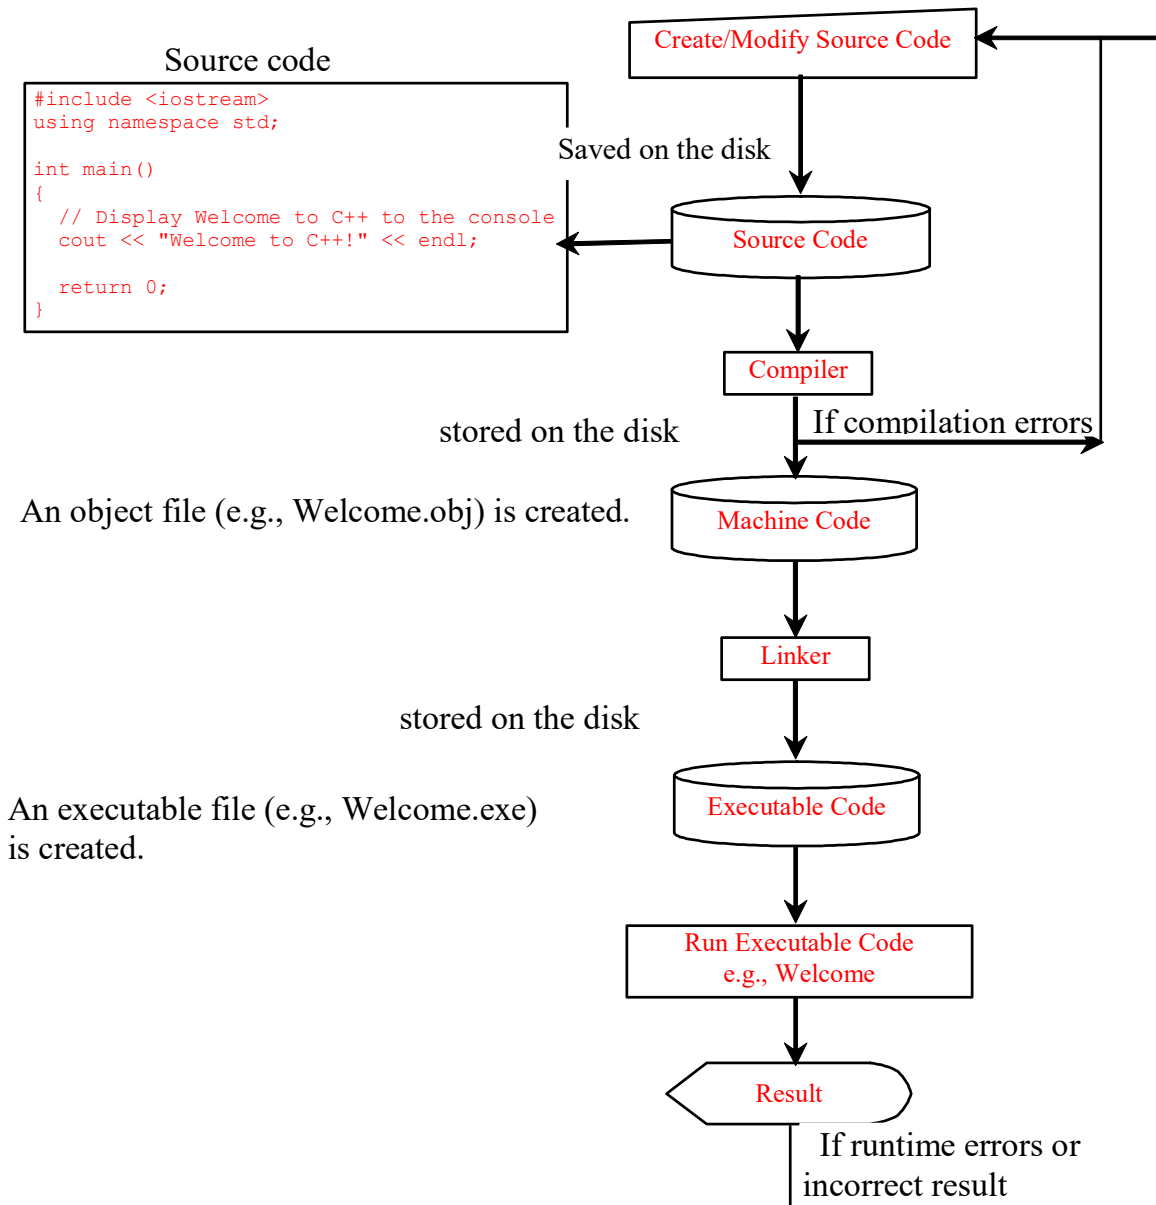 Create/Modify Source Code
Source code
#include <iostream>
using namespace std;
int main()
{
// Display Welcome to C++ to the console
cout << "Welcome to C++!" << endl;
return 0;
}
Saved on the disk
Source Code
Compiler
If compilation errors
stored on the disk
An object file (e.g., Welcome.obj) is created.
Machine Code
Linker
stored on the disk
Executable Code
An executable file (e.g., Welcome.exe)
is created.
Run Executable Code
e.g., Welcome
Result
If runtime errors or
incorrect result